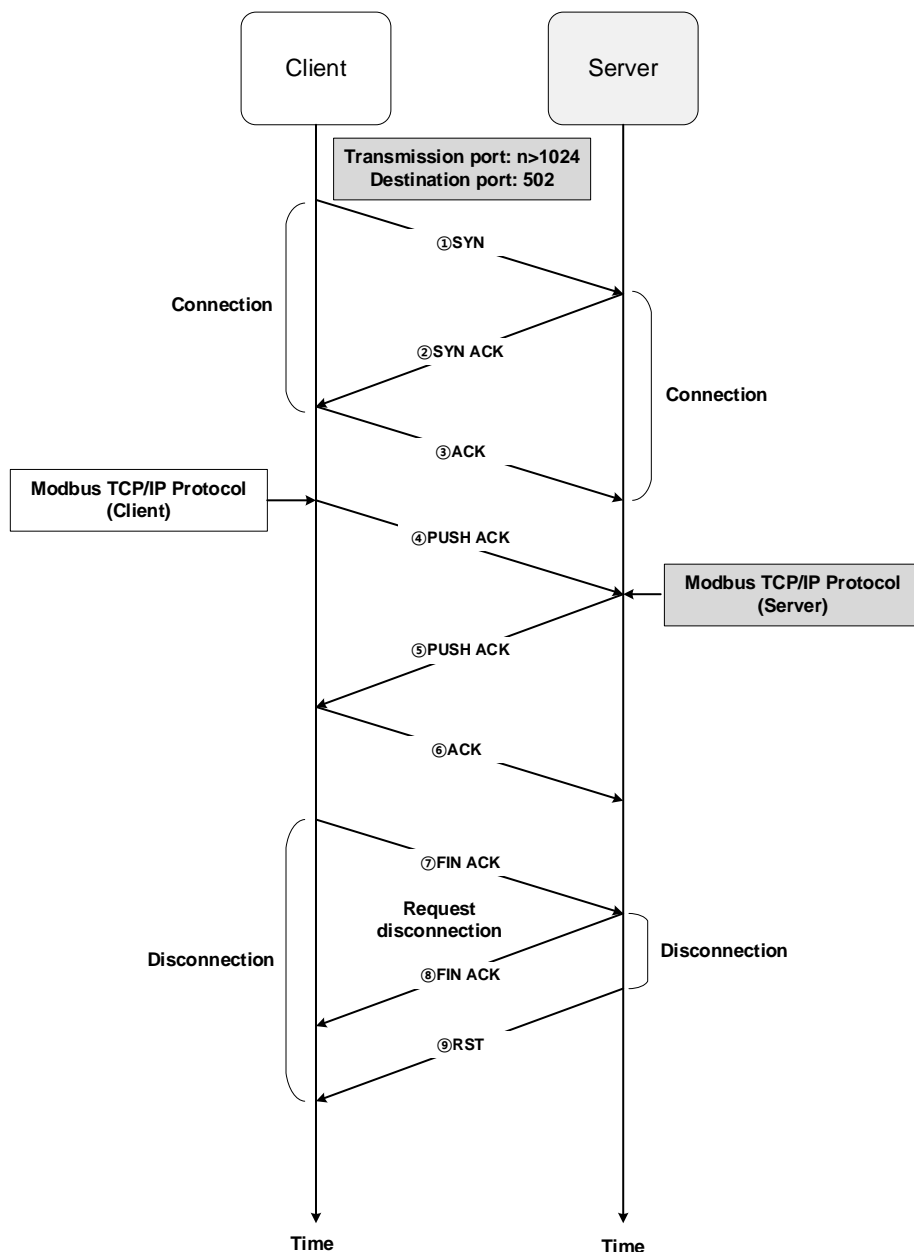 Client
Server
Transmission port: n>1024
Destination port: 502
①SYN
Connection
②SYN ACK
Connection
③ACK
Modbus TCP/IP Protocol
(Client)
④PUSH ACK
Modbus TCP/IP Protocol
(Server)
⑤PUSH ACK
⑥ACK
⑦FIN ACK
Request
disconnection
Disconnection
Disconnection
⑧FIN ACK
⑨RST
Time
Time